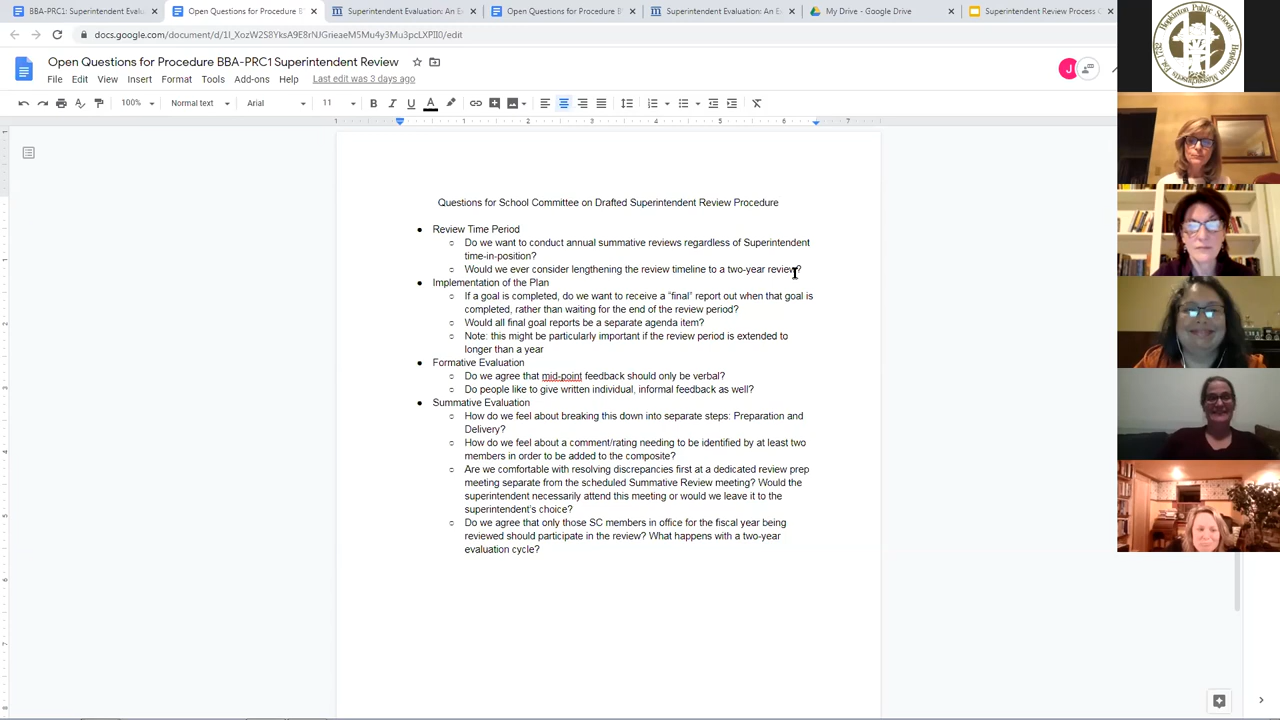 BBA-PRC1: Superintendent Evalu
Open Questions for Procedure B
Superintendent Evaluation: An E
Open Questions for Procedure B
Superintendent Evaluation: An E
My Drive - Google Drive
Superintendent Review Process
docs.google.com/document/d/1I_XozW2S8YksA9E8rNJGrieaeM5Mu4y3Mu3pcLXPII0/edit
Open Questions for Procedure BBA-PRC1 Superintendent Review
File Edit View Insert Format Tools Add-ons Help Last edit was 3 days ago
J
100% Normal text Arial 11
Questions for School Committee on Drafted Superintendent Review Procedure
● Review Time Period
○ Do we want to conduct annual summative reviews regardless of Superintendent
time-in-position?
○ Would we ever consider lengthening the review timeline to a two-year review?
● Implementation of the Plan
○ If a goal is completed, do we want to receive a “final” report out when that goal is
completed, rather than waiting for the end of the review period?
○ Would all final goal reports be a separate agenda item?
○ Note: this might be particularly important if the review period is extended to
longer than a year
● Formative Evaluation
○ Do we agree that mid-point feedback should only be verbal?
○ Do people like to give written individual, informal feedback as well?
● Summative Evaluation
○ How do we feel about breaking this down into separate steps: Preparation and
Delivery?
○ How do we feel about a comment/rating needing to be identified by at least two
members in order to be added to the composite?
○ Are we comfortable with resolving discrepancies first at a dedicated review prep
meeting separate from the scheduled Summative Review meeting? Would the
superintendent necessarily attend this meeting or would we leave it to the
superintendent's choice?
○ Do we agree that only those SC members in office for the fiscal year being
reviewed should participate in the review? What happens with a two-year
evaluation cycle?
Hopkinton Public Schools
Hopkinton, Massachusetts